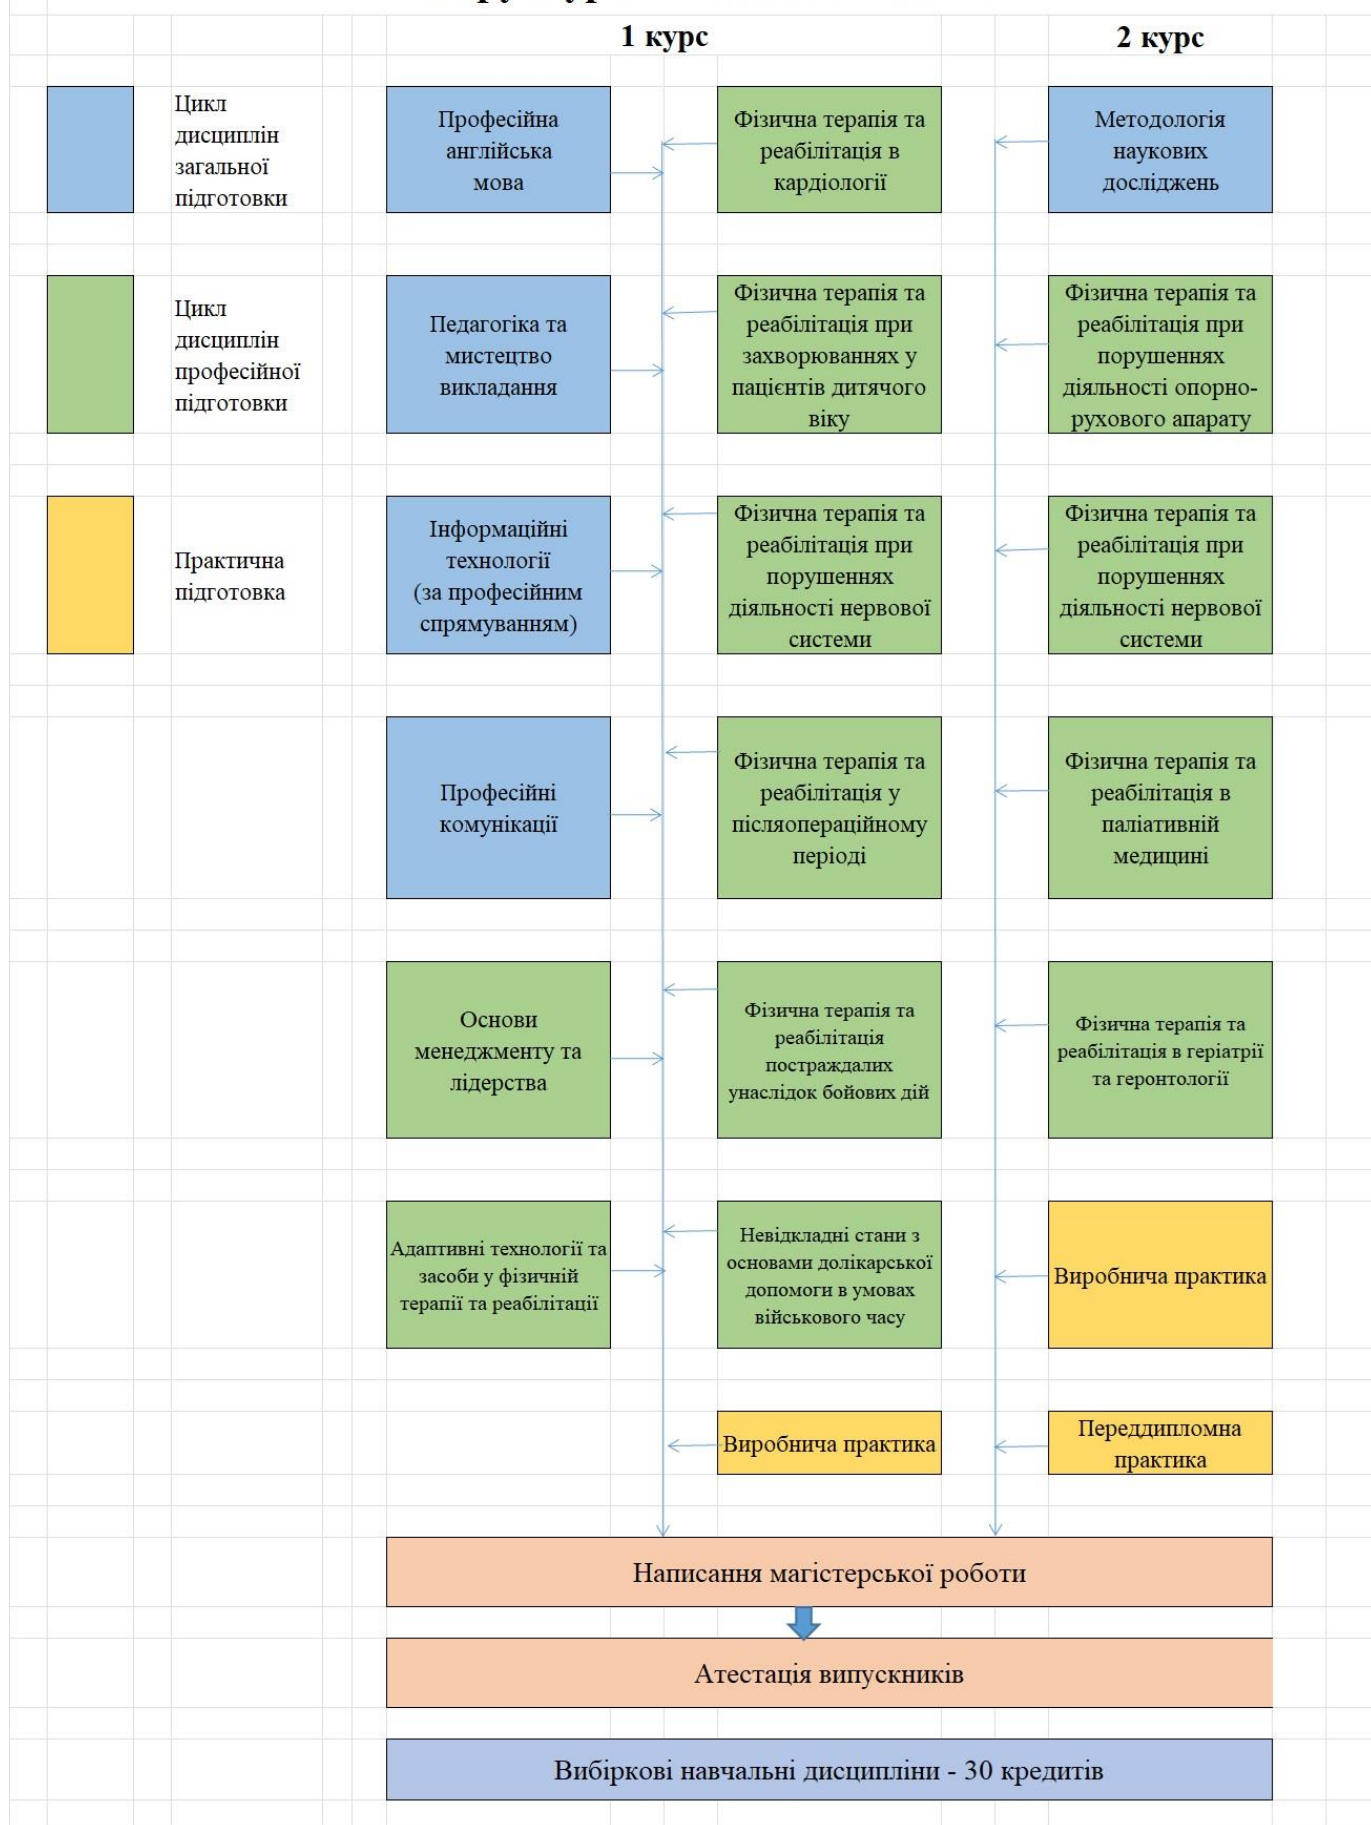 1 курс
2 курс
Цикл
дисциплін
загальної
підготовки
Професійна
англійська
мова
Фізична терапія та
реабілітація в
кардіології
Методологія
наукових
досліджень
Цикл
дисциплін
професійної
підготовки
Педагогіка та
мистецтво
викладання
Фізична терапія та
реабілітація при
захворюваннях у
пацієнтів дитячого
віку
Фізична терапія та
реабілітація при
порушеннях
діяльності опорно-
рухового апарату
Практична
підготовка
Інформаційні
технології
(за професійним
спрямуванням)
Фізична терапія та
реабілітація при
порушеннях
діяльності нервової
системи
Фізична терапія та
реабілітація при
порушеннях
діяльності нервової
системи
Професійні
комунікації
Фізична терапія та
реабілітація у
післяопераційному
періоді
Фізична терапія та
реабілітація в
паліативній
медицині
Основи
менеджменту та
лідерства
Фізична терапія та
реабілітація
постраждалих
унаслідок бойових дій
Фізична терапія та
реабілітація в геріатрії
та геронтології
Адаптивні технології та
засоби у фізичній
терапії та реабілітації
Невідкладні стани з
основами долікарської
допомоги в умовах
військового часу
Виробнича практика
Виробнича практика
Переддипломна
практика
Написання магістерської роботи
Атестація випускників
Вибіркові навчальні дисципліни - 30 кредитів